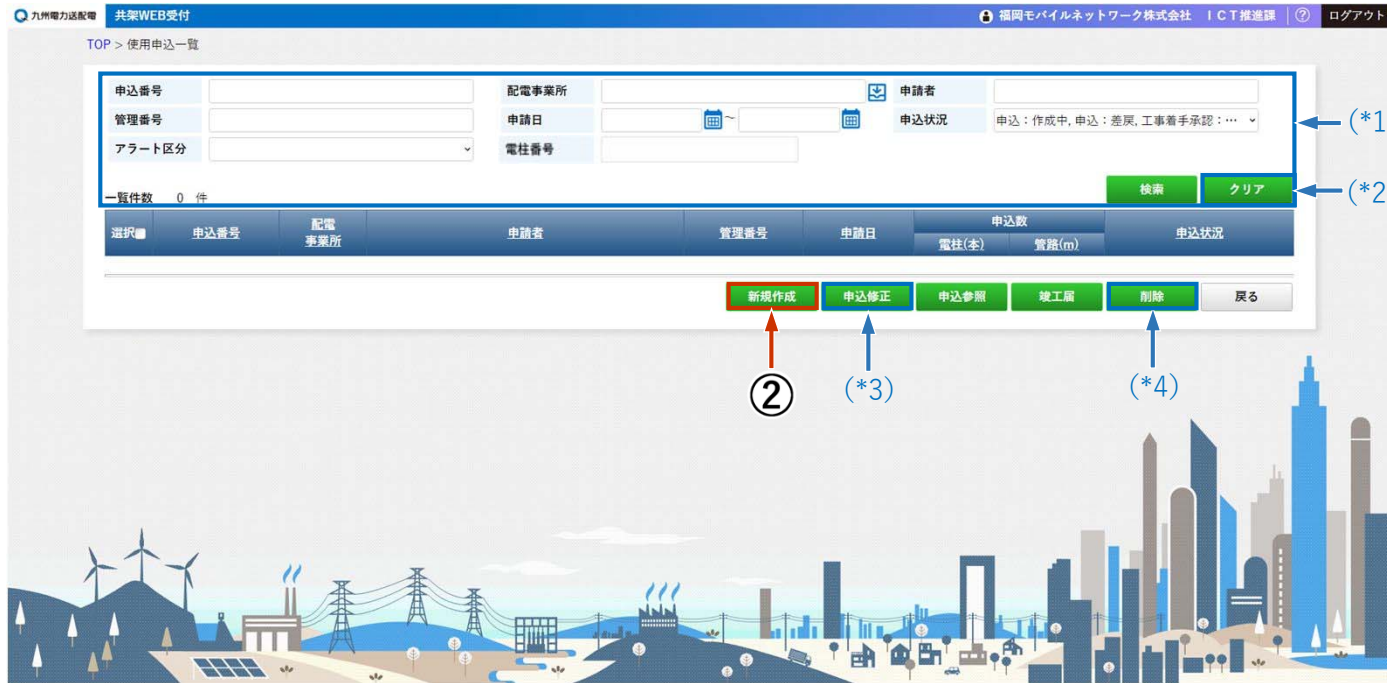 九州電力送配電 共架WEB受付 福岡モバイルネットワーク株式会社 ICT推進課 ? ログアウト
TOP > 使用申込一覧
申込番号 配電事業所 申請者
管理番号 申請日 ~ 申込状況 申込：作成中, 申込：差戻, 工事着手承認：…
(*1
アラート区分 電柱番号
検索 クリア
(*2
一覧件数 0 件
選択 申込番号 配電事業所 申請者 管理番号 申請日 申込数 申込状況
電柱(本) 管路(m)
新規作成 申込修正 申込参照 竣工届 削除 戻る
② (*3) (*4)